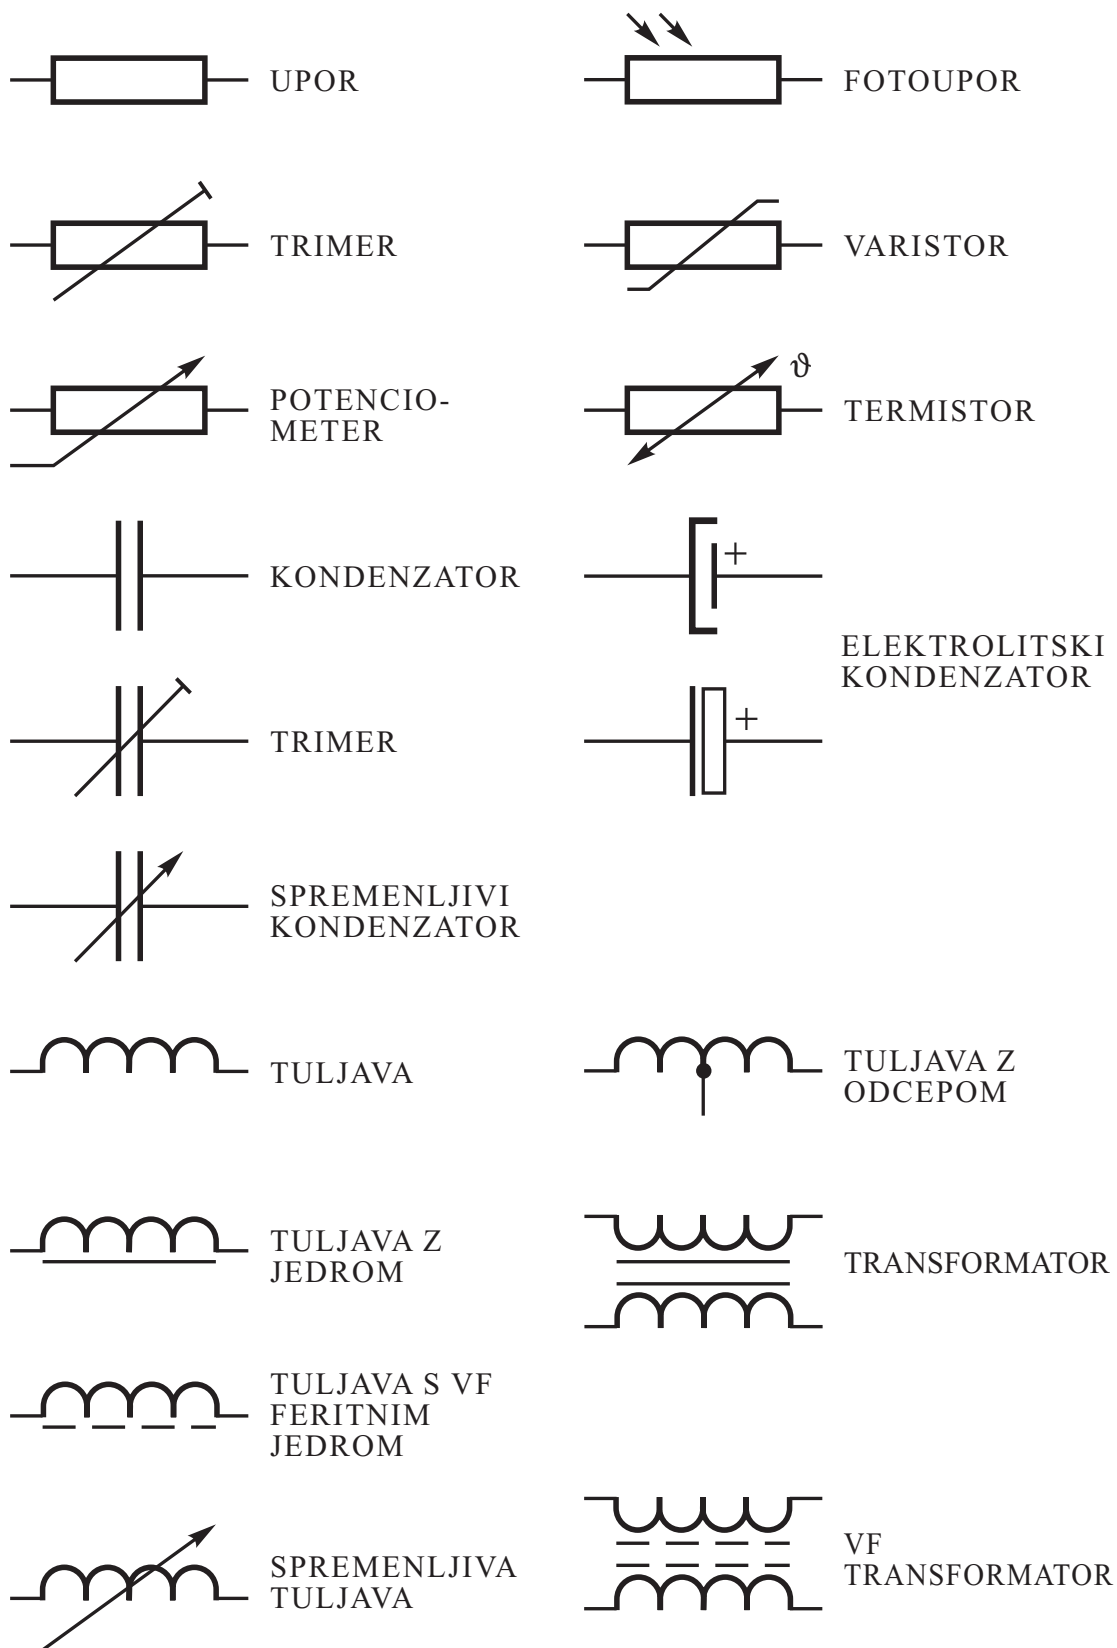 UPOR
FOTOUPOR
TRIMER
VARISTOR
POTENCIO-
METER
ϑ
TERMISTOR
KONDENZATOR
+
ELEKTROLITSKI
KONDENZATOR
TRIMER
+
SPREMENLJIVI
KONDENZATOR
TULJAVA
TULJAVA Z
ODCEPOM
TULJAVA Z
JEDROM
TRANSFORMATOR
TULJAVA S VF
FERITNIM
JEDROM
VF
TRANSFORMATOR
SPREMENLJIVA
TULJAVA